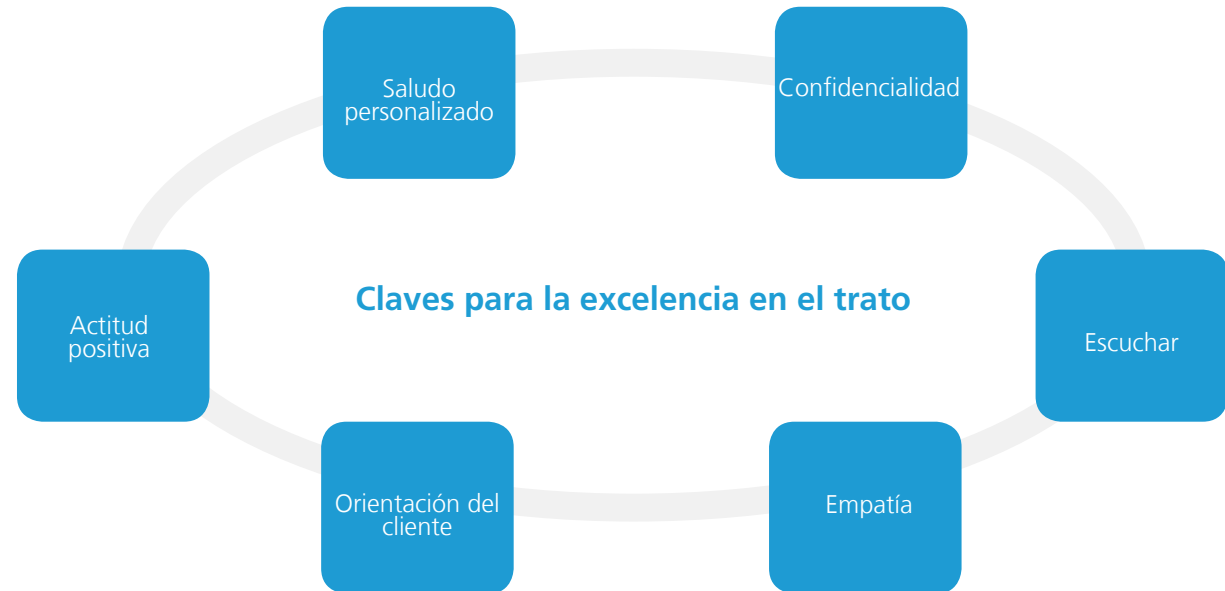 Saludo
personalizado
Confidencialidad
Claves para la excelencia en el trato
Actitud
positiva
Escuchar
Orientación del
cliente
Empatía